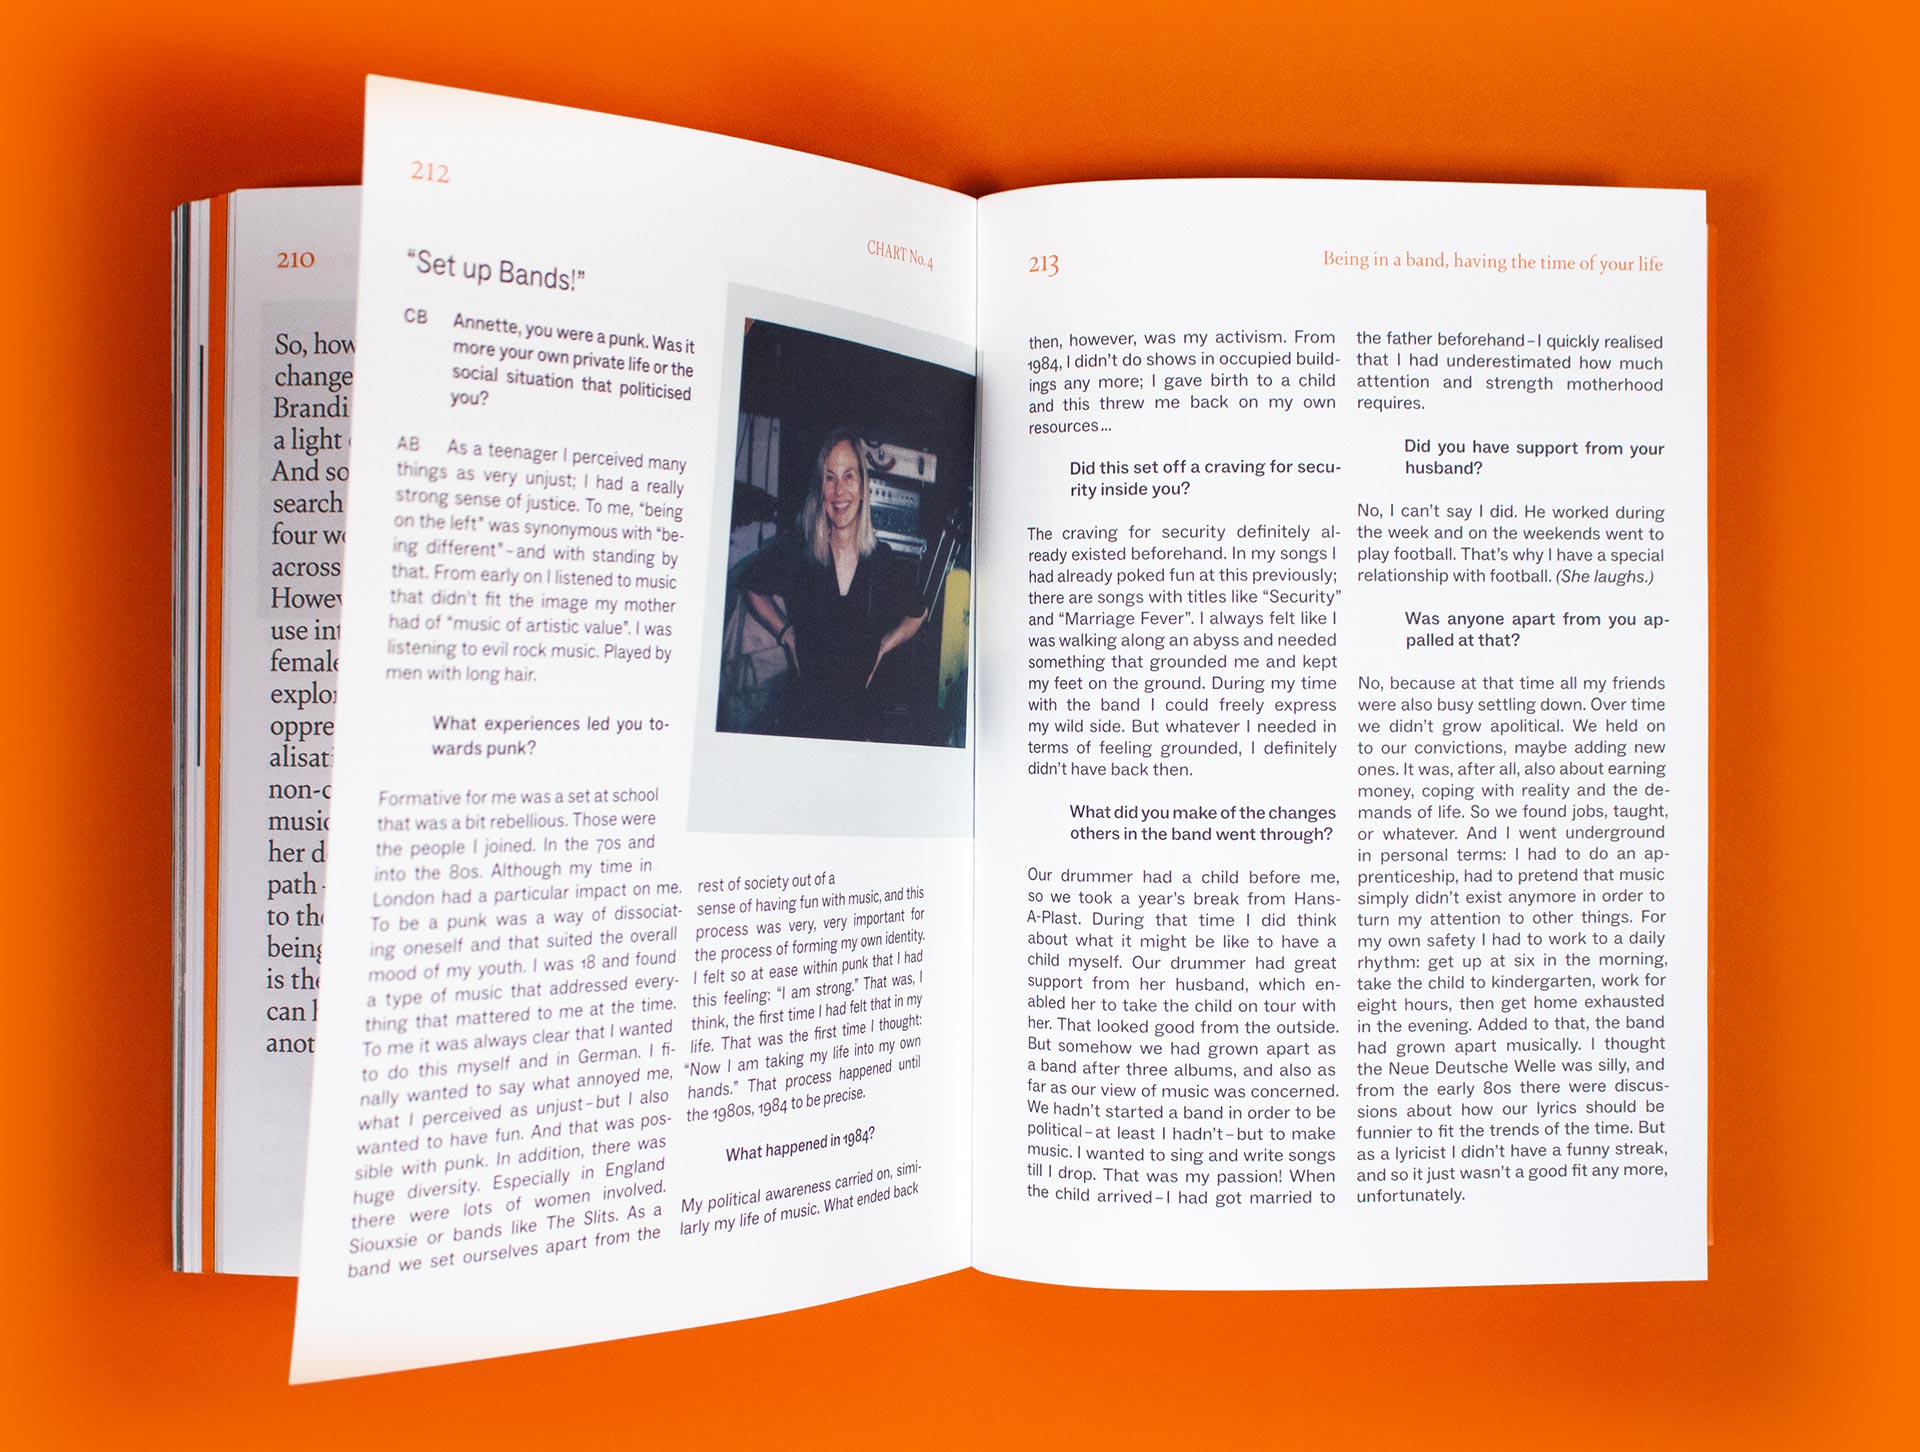 210
So, how
change
Brandi
a light
And so
search
four wo
across
Howev
use int
female
explor
oppre
alisati
non-c
music
her d
path –
to the
being
is the
can h
anot
212
CHART No. 4
“Set up Bands!”
CB Annette, you were a punk. Was it
more your own private life or the
social situation that politicised
you?
AB As a teenager I perceived many
things as very unjust; I had a really
strong sense of justice. To me, “being
on the left” was synonymous with “be-
ing different” – and with standing by
that. From early on I listened to music
that didn’t fit the image my mother
had of “music of artistic value”. I was
listening to evil rock music. Played by
men with long hair.
What experiences led you to-
wards punk?
Formative for me was a set at school
that was a bit rebellious. Those were
the people I joined. In the 70s and
into the 80s. Although my time in
London had a particular impact on me.
To be a punk was a way of dissociat-
ing oneself and that suited the overall
mood of my youth. I was 18 and found
a type of music that addressed every-
thing that mattered to me at the time.
To me it was always clear that I wanted
to do this myself and in German. I fi-
nally wanted to say what annoyed me,
what I perceived as unjust – but I also
wanted to have fun. And that was pos-
sible with punk. In addition, there was
huge diversity. Especially in England
there were lots of women involved.
Siouxsie or bands like The Slits. As a
band we set ourselves apart from the
rest of society out of a
sense of having fun with music, and this
process was very, very important for
the process of forming my own identity.
I felt so at ease within punk that I had
this feeling: “I am strong.” That was, I
think, the first time I had felt that in my
life. That was the first time I thought:
“Now I am taking my life into my own
hands.” That process happened until
the 1980s, 1984 to be precise.
What happened in 1984?
My political awareness carried on, simi-
larly my life of music. What ended back
213
Being in a band, having the time of your life
then, however, was my activism. From
1984, I didn’t do shows in occupied build-
ings any more; I gave birth to a child
and this threw me back on my own
resources …
Did this set off a craving for secu-
rity inside you?
The craving for security definitely al-
ready existed beforehand. In my songs I
had already poked fun at this previously;
there are songs with titles like “Security”
and “Marriage Fever”. I always felt like I
was walking along an abyss and needed
something that grounded me and kept
my feet on the ground. During my time
with the band I could freely express
my wild side. But whatever I needed in
terms of feeling grounded, I definitely
didn’t have back then.
What did you make of the changes
others in the band went through?
Our drummer had a child before me,
so we took a year’s break from Hans-
A-Plast. During that time I did think
about what it might be like to have a
child myself. Our drummer had great
support from her husband, which en-
abled her to take the child on tour with
her. That looked good from the outside.
But somehow we had grown apart as
a band after three albums, and also as
far as our view of music was concerned.
We hadn’t started a band in order to be
political – at least I hadn’t – but to make
music. I wanted to sing and write songs
till I drop. That was my passion! When
the child arrived – I had got married to
the father beforehand – I quickly realised
that I had underestimated how much
attention and strength motherhood
requires.
Did you have support from your
husband?
No, I can’t say I did. He worked during
the week and on the weekends went to
play football. That’s why I have a special
relationship with football. (She laughs.)
Was anyone apart from you ap-
palled at that?
No, because at that time all my friends
were also busy settling down. Over time
we didn’t grow apolitical. We held on
to our convictions, maybe adding new
ones. It was, after all, also about earning
money, coping with reality and the de-
mands of life. So we found jobs, taught,
or whatever. And I went underground
in personal terms: I had to do an ap-
prenticeship, had to pretend that music
simply didn’t exist anymore in order to
turn my attention to other things. For
my own safety I had to work to a daily
rhythm: get up at six in the morning,
take the child to kindergarten, work for
eight hours, then get home exhausted
in the evening. Added to that, the band
had grown apart musically. I thought
the Neue Deutsche Welle was silly, and
from the early 80s there were discus-
sions about how our lyrics should be
funnier to fit the trends of the time. But
as a lyricist I didn’t have a funny streak,
and so it just wasn’t a good fit any more,
unfortunately.